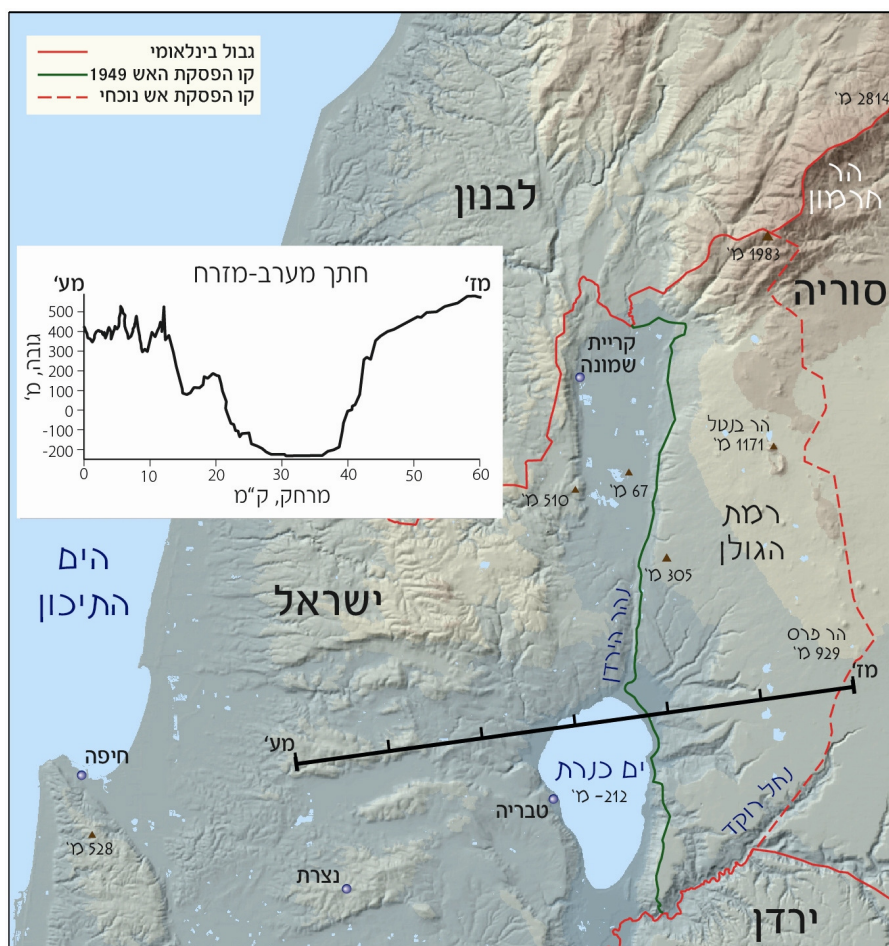 גבול בינלאומי
קו הפסקת האש 1949
קו הפסקת אש נוכחי
2814 מ'
הר
חרמון
לבנון
1983 מ'
סוריה
חתך מערב-מזרח
מע'
מז'
גובה, מ'
500
400
300
200
100
0
-100
-200
0
10
20
30
40
50
60
מרחק, ק"מ
קריית
שמונה
הר בנטל
1171 מ'
510 מ'
67 מ'
רמת
הגולן
הים
התיכון
ישראל
305 מ'
נהר הירדן
הר פרס
929 מ'
מז'
מע'
חיפה
ים כנרת
-212 מ'
טבריה
נחל רוקד
528 מ'
נצרת
ירדן